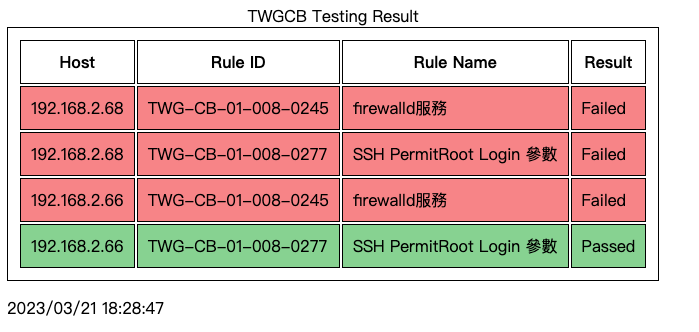 TWGCB Testing Result
Host Rule ID Rule Name Result
192.168.2.68 TWG-CB-01-008-0245 firewalld服務 Failed
192.168.2.68 TWG-CB-01-008-0277 SSH PermitRoot Login 參數 Failed
192.168.2.66 TWG-CB-01-008-0245 firewalld服務 Failed
192.168.2.66 TWG-CB-01-008-0277 SSH PermitRoot Login 參數 Passed
2023/03/21 18:28:47